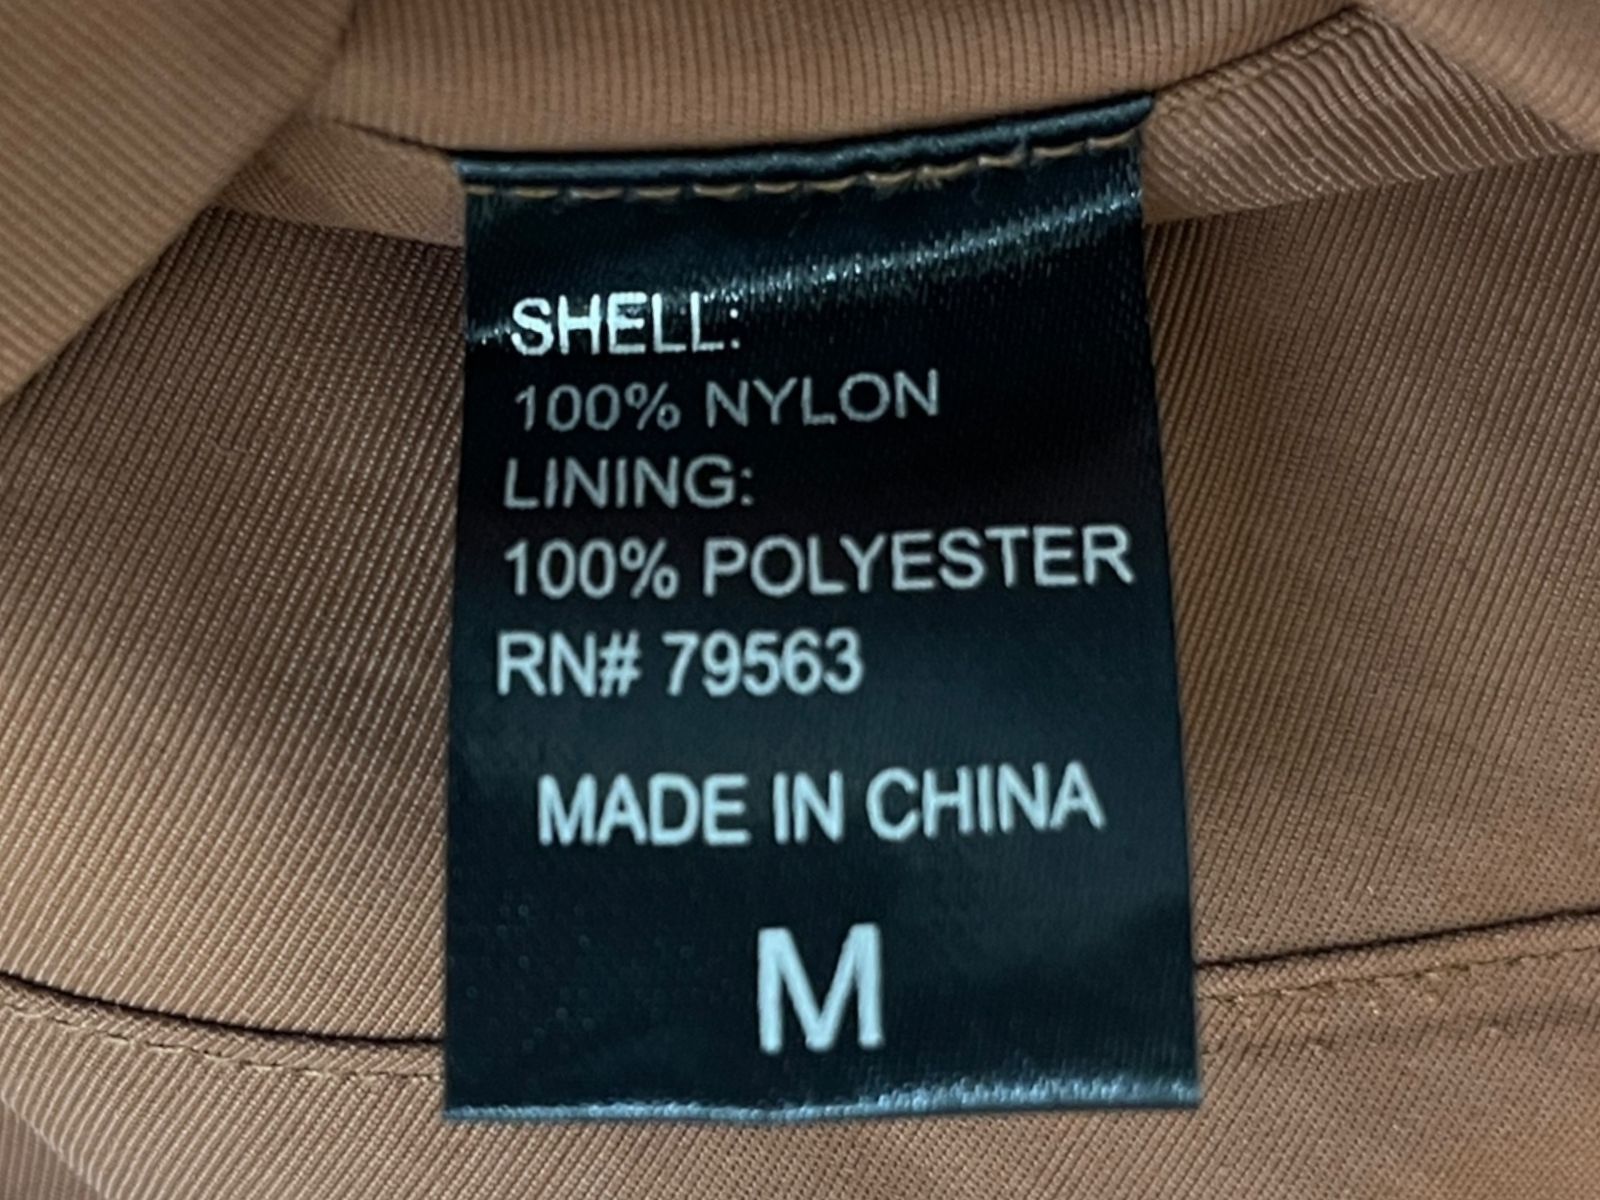 SHELL:
100% NYLON
LINING:
100% POLYESTER
RN# 79563
MADE IN CHINA
M